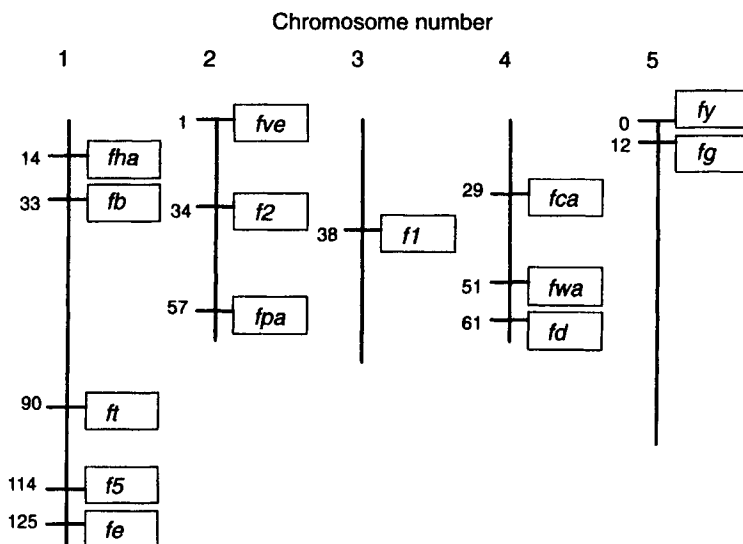 Chromosome number
1 2 3 4 5
1 fve
0 fy
12 fg
14 fha
33 fb
34 f2
29 fca
38 f1
51 fwa
57 fpa
61 fd
90 ft
114 f5
125 fe